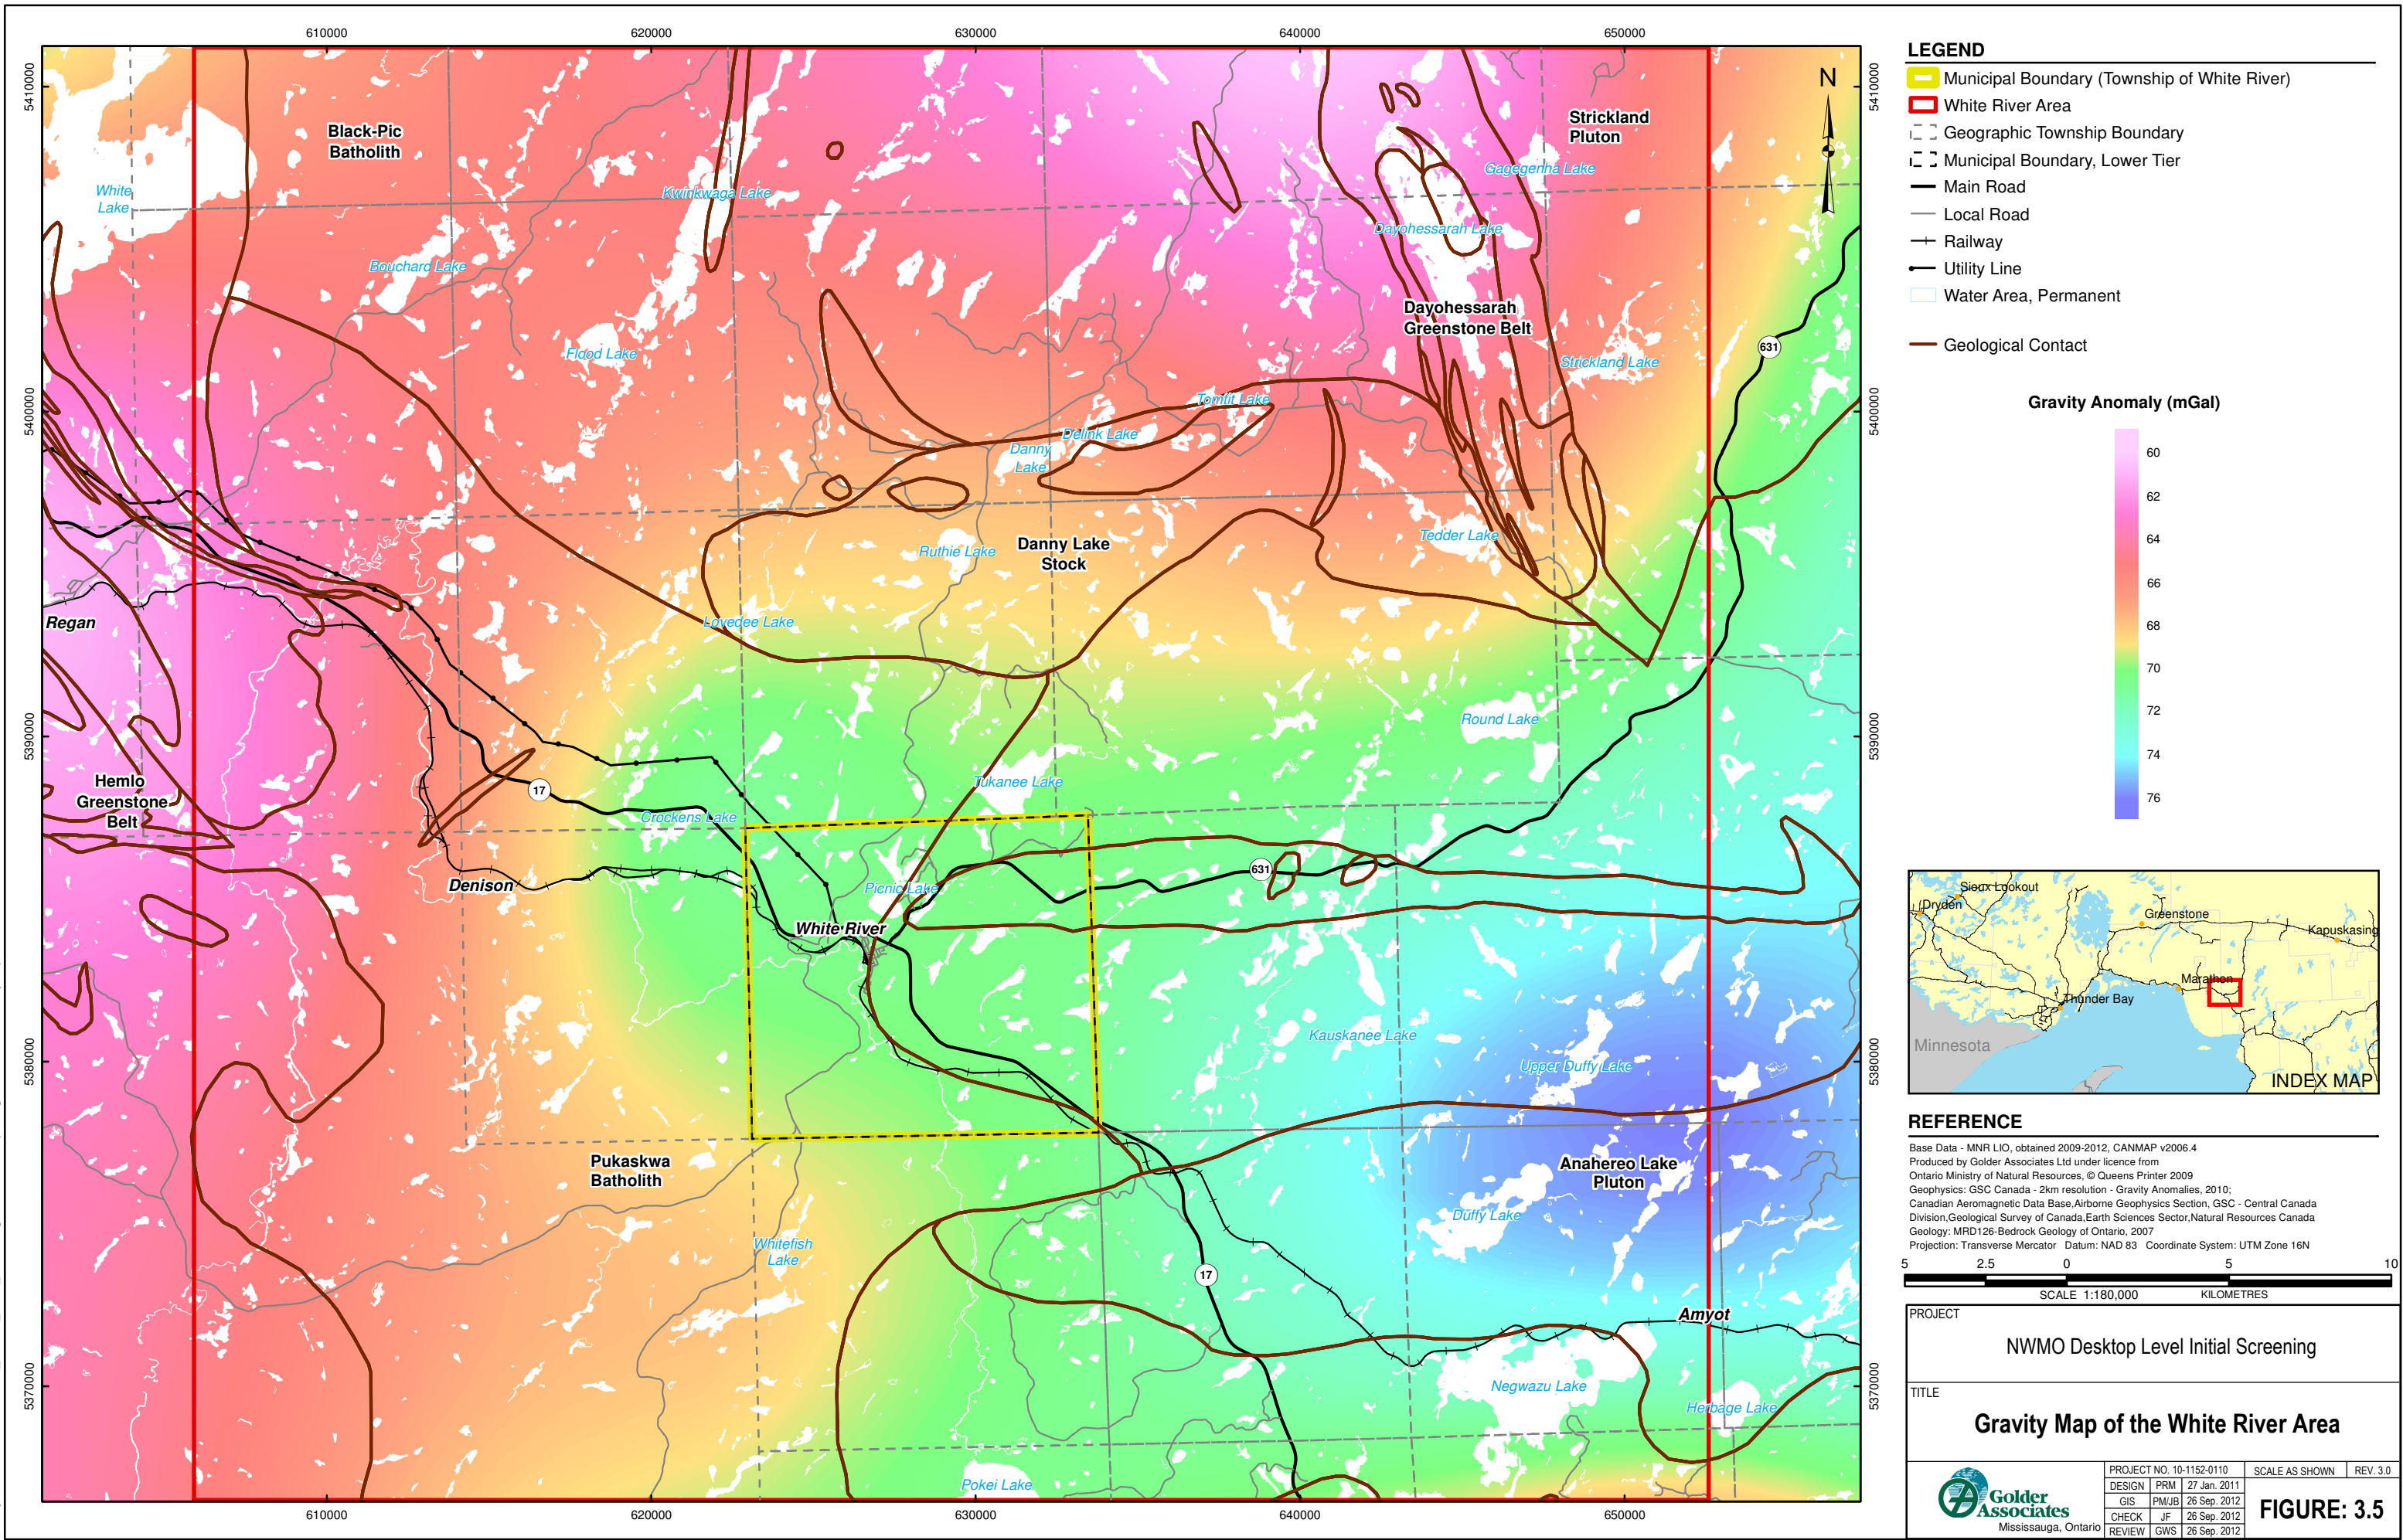 610000 620000 630000 640000 650000
5410000
5400000
5390000
5380000
5370000
5410000
5400000
5390000
5380000
5370000
610000 620000 630000 640000 650000
N
Black-Pic
Batholith
Strickland
Pluton
White
Lake
Kwinkwaga Lake
Gagegenha Lake
Dayohessarah Lake
Bouchard Lake
Dayohessarah
Greenstone Belt
Flood Lake
Strickland Lake
631
Tomtit Lake
Delink Lake
Danny
Lake
Tedder Lake
Ruthie Lake
Danny Lake
Stock
Regan
Lovedee Lake
Round Lake
Hemlo
Greenstone
Belt
17
Tukanee Lake
Crockens Lake
631
Denison
Picnic Lake
White River
Kauskanee Lake
Upper Duffy Lake
Pukaskwa
Batholith
Anahereo Lake
Pluton
Duffy Lake
Whitefish
Lake
17
Amyot
Negwazu Lake
Herbage Lake
Pokei Lake
LEGEND
Municipal Boundary (Township of White River)
White River Area
Geographic Township Boundary
Municipal Boundary, Lower Tier
Main Road
Local Road
Railway
Utility Line
Water Area, Permanent
Geological Contact
Gravity Anomaly (mGal)
60
62
64
66
68
70
72
74
76
Sioux Lookout
Dryden
Greenstone
Kapuskasing
Marathon
Thunder Bay
Minnesota
INDEX MAP
REFERENCE
Base Data - MNR LIO, obtained 2009-2012, CANMAP v2006.4
Produced by Golder Associates Ltd under licence from
Ontario Ministry of Natural Resources, © Queens Printer 2009
Geophysics: GSC Canada - 2km resolution - Gravity Anomalies, 2010;
Canadian Aeromagnetic Data Base,Airborne Geophysics Section, GSC - Central Canada
Division,Geological Survey of Canada,Earth Sciences Sector,Natural Resources Canada
Geology: MRD126-Bedrock Geology of Ontario, 2007
Projection: Transverse Mercator Datum: NAD 83 Coordinate System: UTM Zone 16N
5 2.5 0 5 10
SCALE 1:180,000 KILOMETRES
PROJECT
NWMO Desktop Level Initial Screening
TITLE
Gravity Map of the White River Area
Golder
Associates
Mississauga, Ontario
PROJECT NO. 10-1152-0110 SCALE AS SHOWN REV. 3.0
DESIGN PRM 27 Jan. 2011
GIS PM/JB 26 Sep. 2012
CHECK JF 26 Sep. 2012
REVIEW GWS 26 Sep. 2012
FIGURE: 3.5